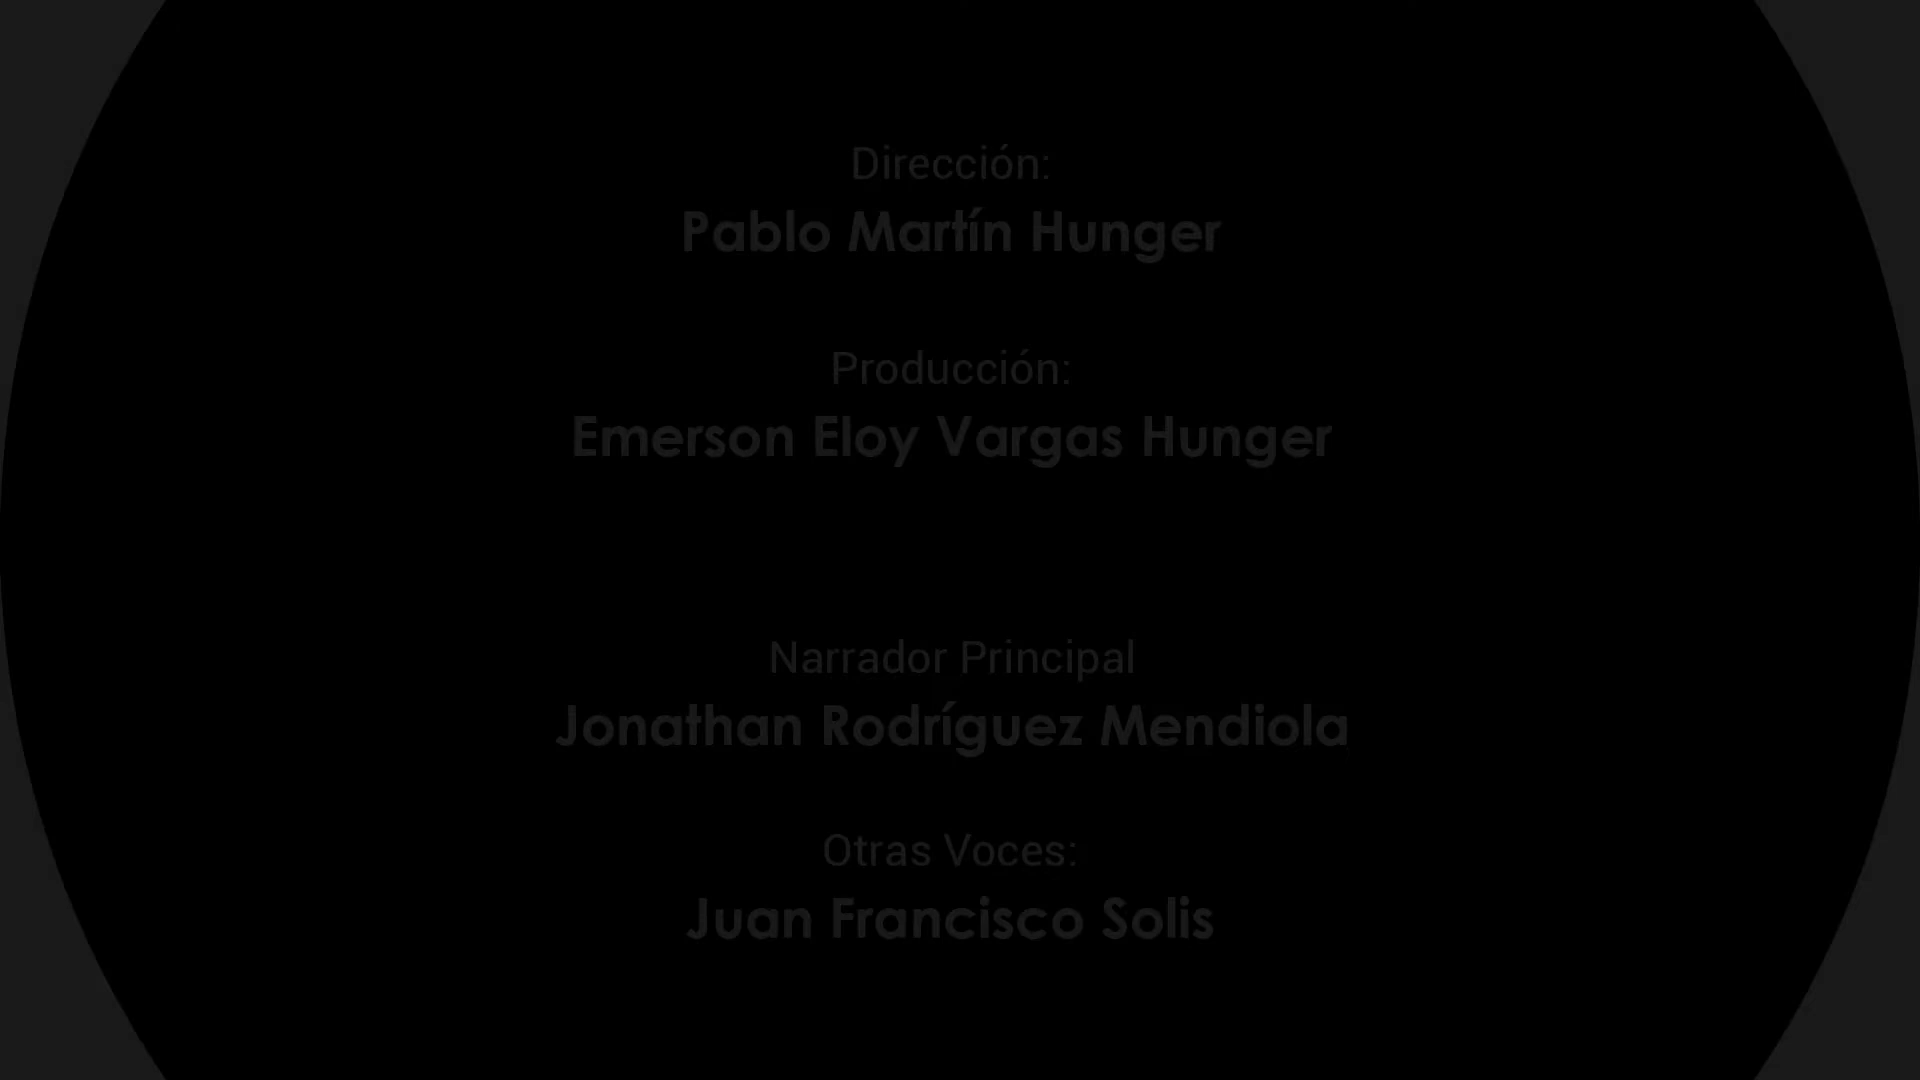 Dirección:
Pablo Martín Hunger
Producción:
Emerson Eloy Vargas Hunger
Narrador Principal
Jonathan Rodríguez Mendiola
Otras Voces:
Juan Francisco Solis